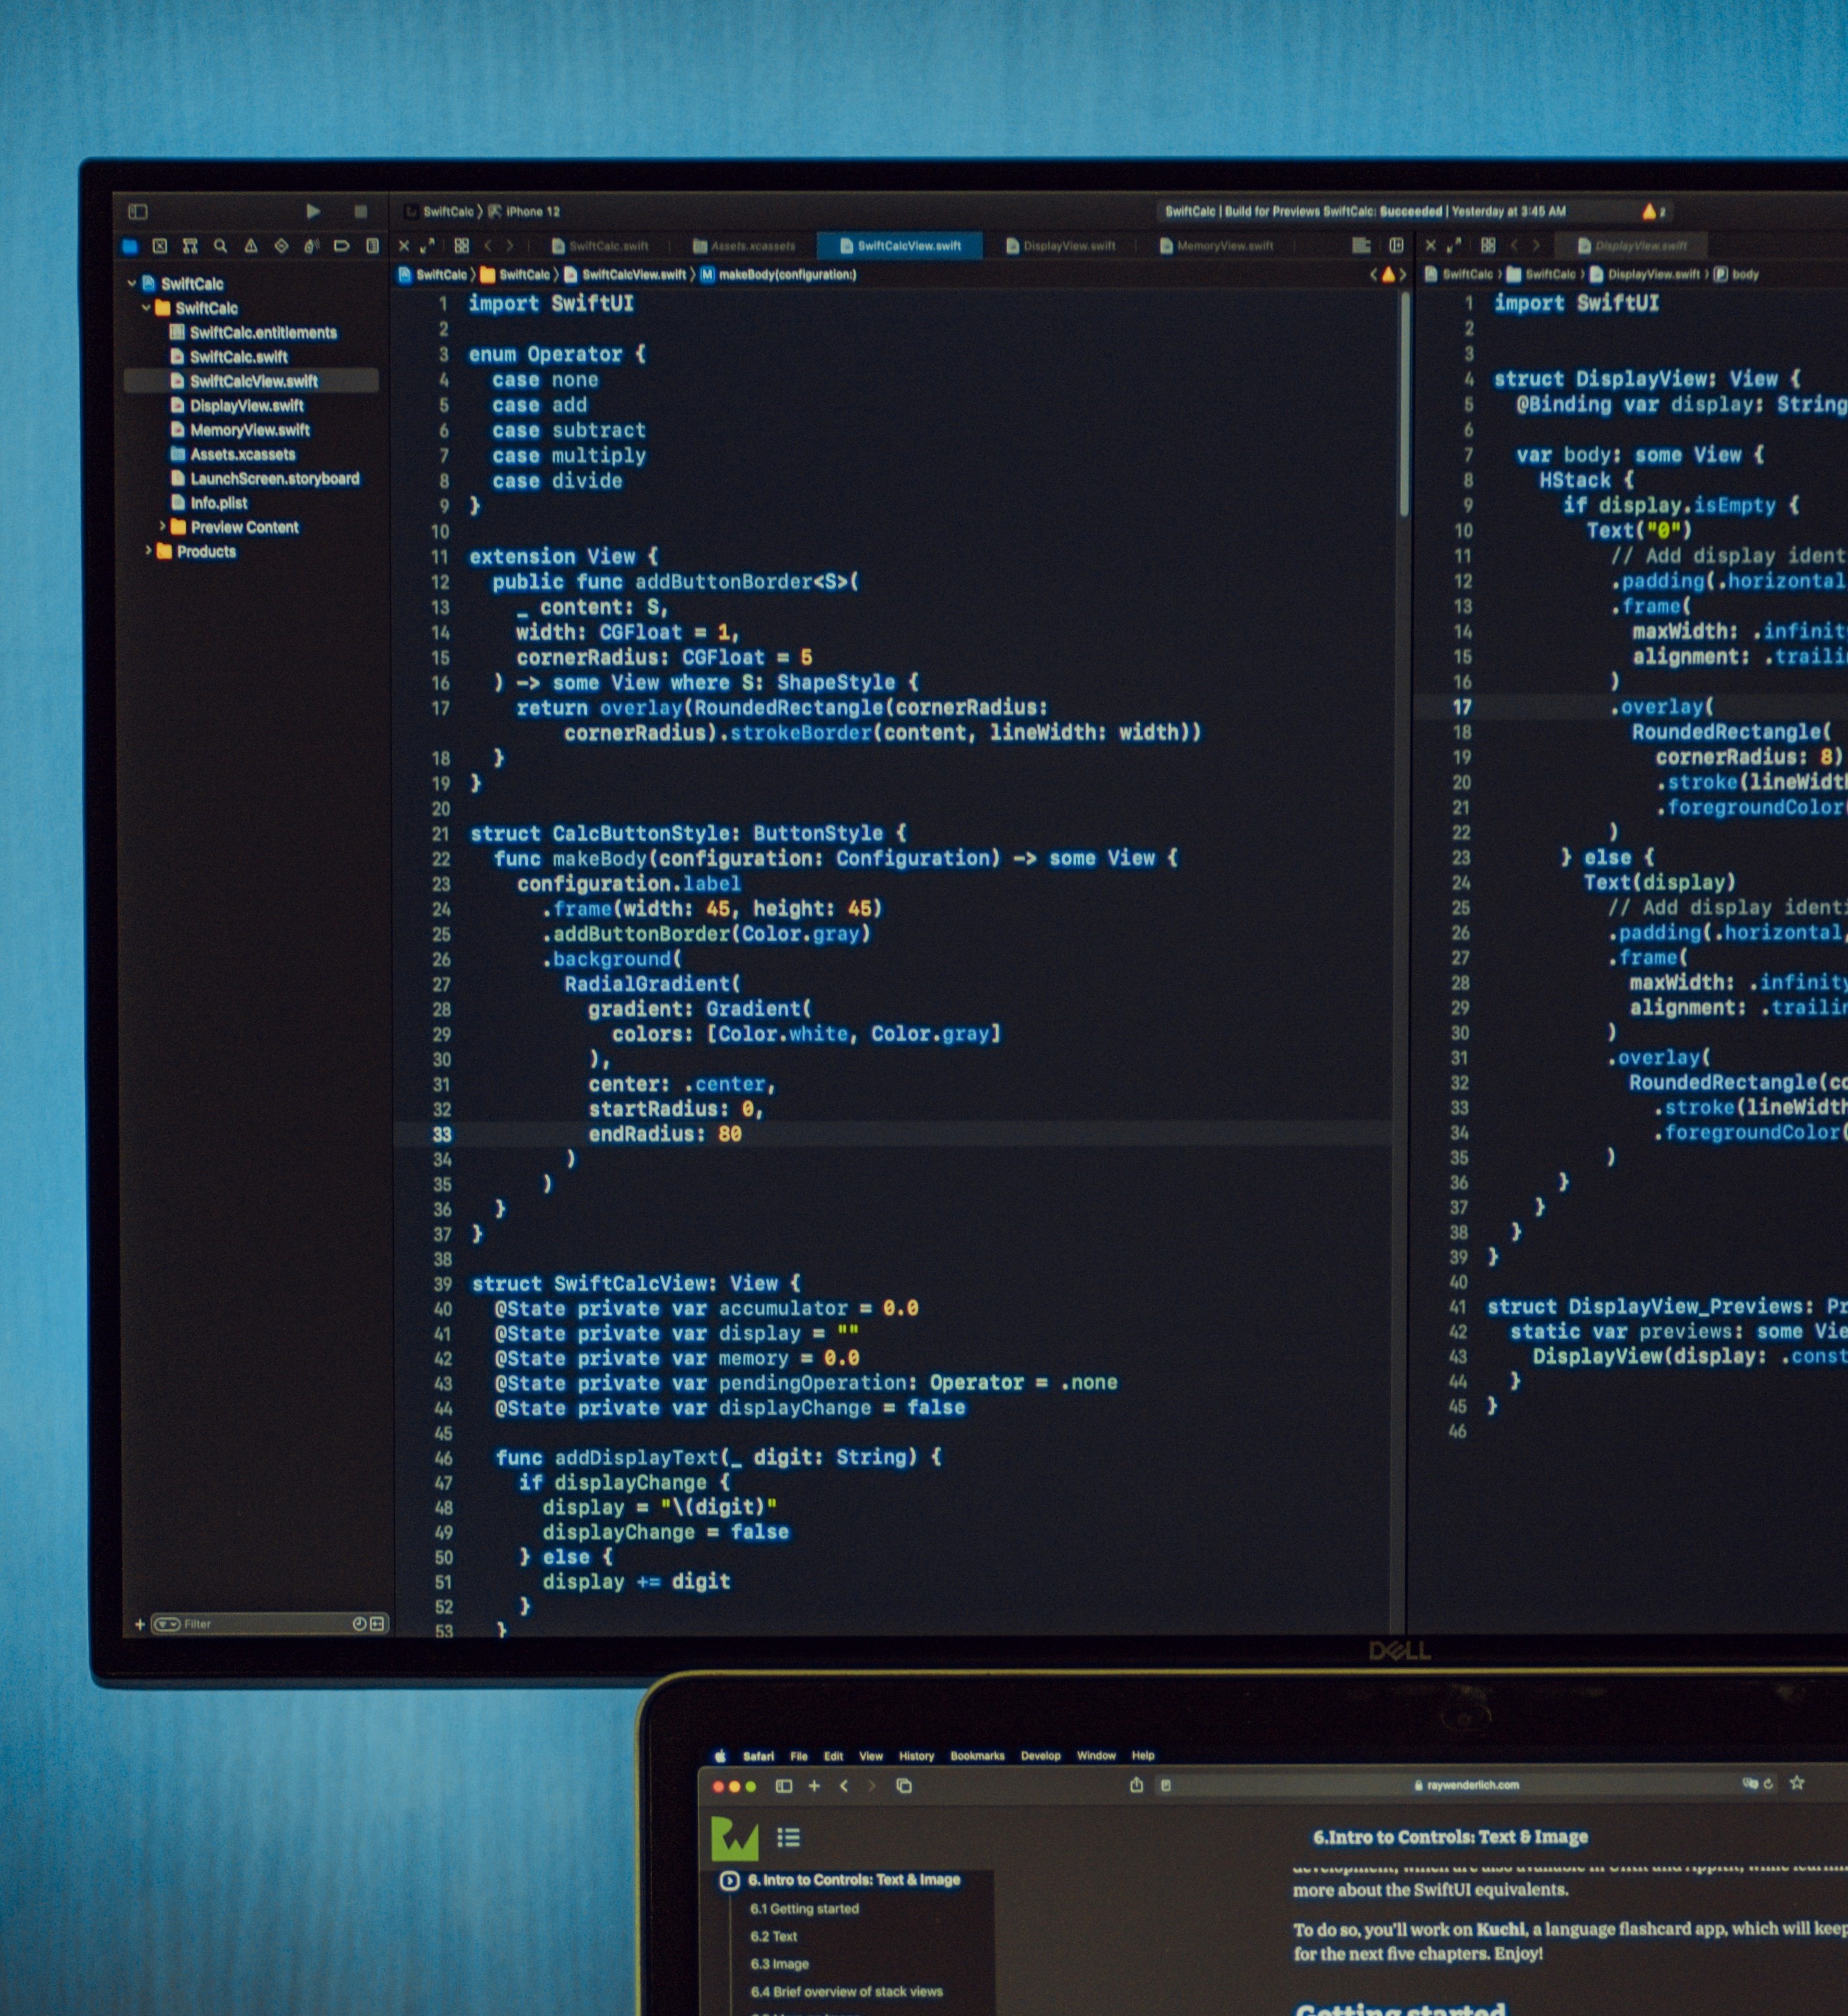 SwiftCalc
iPhone 12
SwiftCalc | Build for Previews SwiftCalc: Succeeded | Yesterday at 3:45 AM
2
SwiftCalc
SwiftCalc
SwiftCalc.entitlements
SwiftCalc.swift
SwiftCalcView.swift
DisplayView.swift
MemoryView.swift
Assets.xcassets
LaunchScreen.storyboard
Info.plist
Preview Content
Products
Filter
SwiftCalc.swift
Assets.xcassets
SwiftCalcView.swift
DisplayView.swift
MemoryView.swift
SwiftCalc 〉 SwiftCalc 〉 SwiftCalcView.swift 〉 M makeBody(configuration:)
1 import SwiftUI
2
3 enum Operator {
4 case none
5 case add
6 case subtract
7 case multiply
8 case divide
9 }
10
11 extension View {
12 public func addButtonBorder<S>(
13 _ content: S,
14 width: CGFloat = 1,
15 cornerRadius: CGFloat = 5
16 ) -> some View where S: ShapeStyle {
17 return overlay(RoundedRectangle(cornerRadius:
cornerRadius).strokeBorder(content, lineWidth: width))
18 }
19 }
20
21 struct CalcButtonStyle: ButtonStyle {
22 func makeBody(configuration: Configuration) -> some View {
23 configuration.label
24 .frame(width: 45, height: 45)
25 .addButtonBorder(Color.gray)
26 .background(
27 RadialGradient(
28 gradient: Gradient(
29 colors: [Color.white, Color.gray]
30 ),
31 center: .center,
32 startRadius: 0,
33 endRadius: 80
34 )
35 )
36 }
37 }
38
39 struct SwiftCalcView: View {
40 @State private var accumulator = 0.0
41 @State private var display = ""
42 @State private var memory = 0.0
43 @State private var pendingOperation: Operator = .none
44 @State private var displayChange = false
45
46 func addDisplayText(_ digit: String) {
47 if displayChange {
48 display = "\(digit)"
49 displayChange = false
50 } else {
51 display += digit
52 }
53 }
DisplayView.swift
SwiftCalc 〉 SwiftCalc 〉 DisplayView.swift 〉 P body
1 import SwiftUI
2
3
4 struct DisplayView: View {
5 @Binding var display: String
6
7 var body: some View {
8 HStack {
9 if display.isEmpty {
10 Text("0")
11 // Add display ident
12 .padding(.horizontal
13 .frame(
14 maxWidth: .infinit
15 alignment: .traili
16 )
17 .overlay(
18 RoundedRectangle(
19 cornerRadius: 8)
20 .stroke(lineWidt
21 .foregroundColor
22 )
23 } else {
24 Text(display)
25 // Add display identi
26 .padding(.horizontal,
27 .frame(
28 maxWidth: .infinity
29 alignment: .trailin
30 )
31 .overlay(
32 RoundedRectangle(co
33 .stroke(lineWidth
34 .foregroundColor(
35 )
36 }
37 }
38 }
39 }
40
41 struct DisplayView_Previews: Pr
42 static var previews: some Vie
43 DisplayView(display: .const
44 }
45 }
46
DELL
Safari File Edit View History Bookmarks Develop Window Help
raywenderlich.com
6.Intro to Controls: Text & Image
6. Intro to Controls: Text & Image
6.1 Getting started
6.2 Text
6.3 Image
6.4 Brief overview of stack views
more about the SwiftUI equivalents.
To do so, you'll work on Kuchi, a language flashcard app, which will keep
for the next five chapters. Enjoy!
Getting started